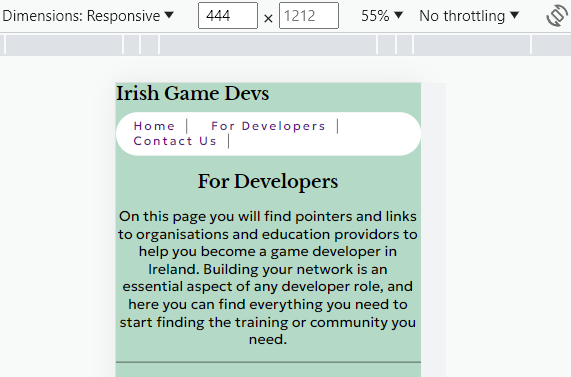 Dimensions: Responsive ▼ 444 × 1212 55% ▼ No throttling ▼
Irish Game Devs
Home | For Developers |
Contact Us |
For Developers
On this page you will find pointers and links
to organisations and education providors to
help you become a game developer in
Ireland. Building your network is an
essential aspect of any developer role, and
here you can find everything you need to
start finding the training or community you
need.